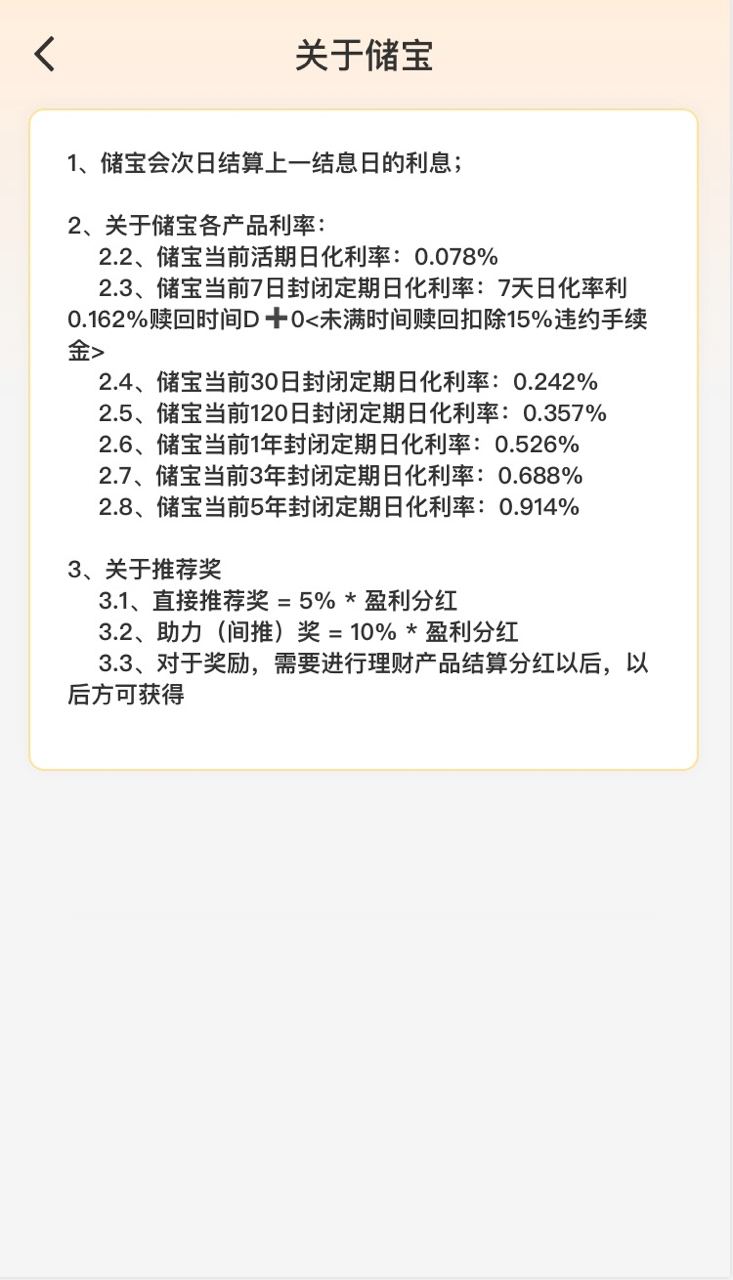 关于储宝
1、储宝会次日结算上一结息日的利息；
2、关于储宝各产品利率：
2.2、储宝当前活期日化利率：0.078%
2.3、储宝当前7日封闭定期日化利率：7天日化率利
0.162%赎回时间D➕0<未满时间赎回扣除15%违约手续
金>
2.4、储宝当前30日封闭定期日化利率：0.242%
2.5、储宝当前120日封闭定期日化利率：0.357%
2.6、储宝当前1年封闭定期日化利率：0.526%
2.7、储宝当前3年封闭定期日化利率：0.688%
2.8、储宝当前5年封闭定期日化利率：0.914%
3、关于推荐奖
3.1、直接推荐奖 = 5% * 盈利分红
3.2、助力（间推）奖 = 10% * 盈利分红
3.3、对于奖励，需要进行理财产品结算分红以后，以
后方可获得